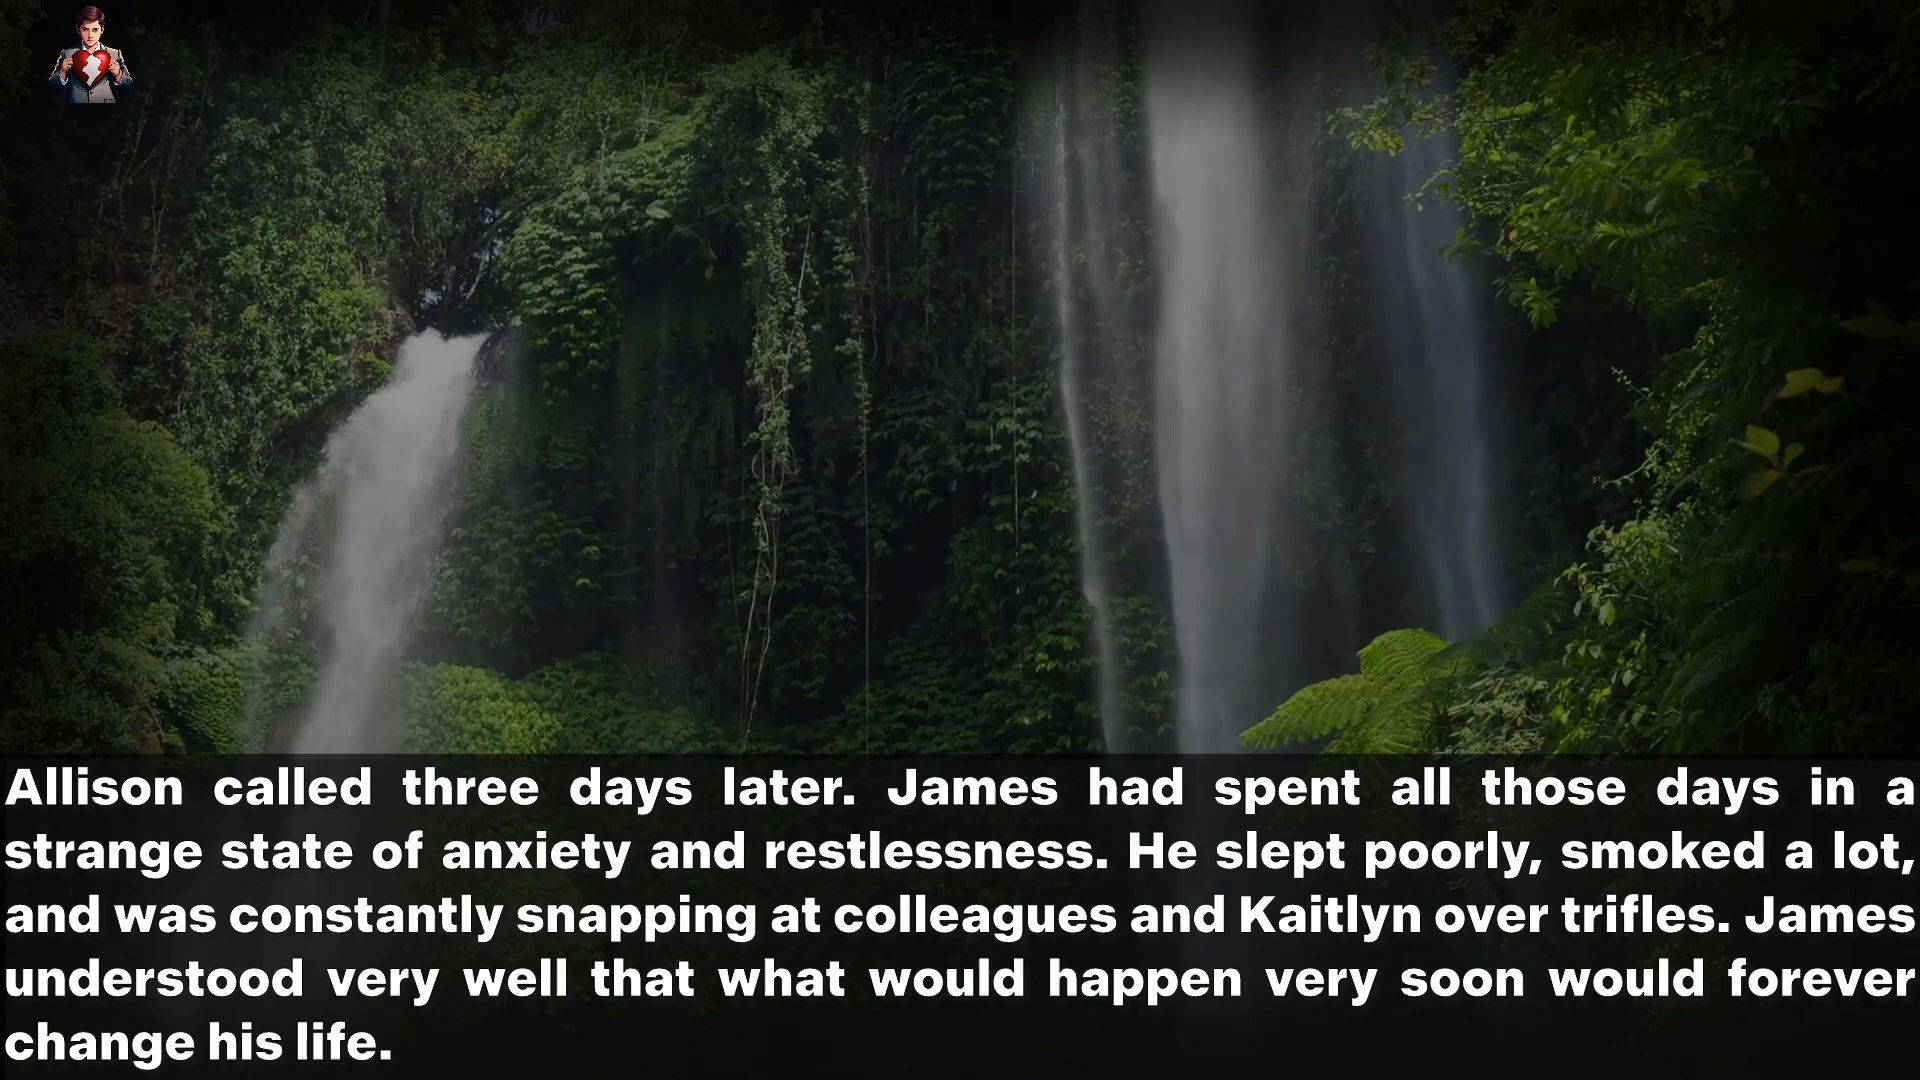 Allison called three days later. James had spent all those days in a
strange state of anxiety and restlessness. He slept poorly, smoked a lot,
and was constantly snapping at colleagues and Kaitlyn over trifles. James
understood very well that what would happen very soon would forever
change his life.